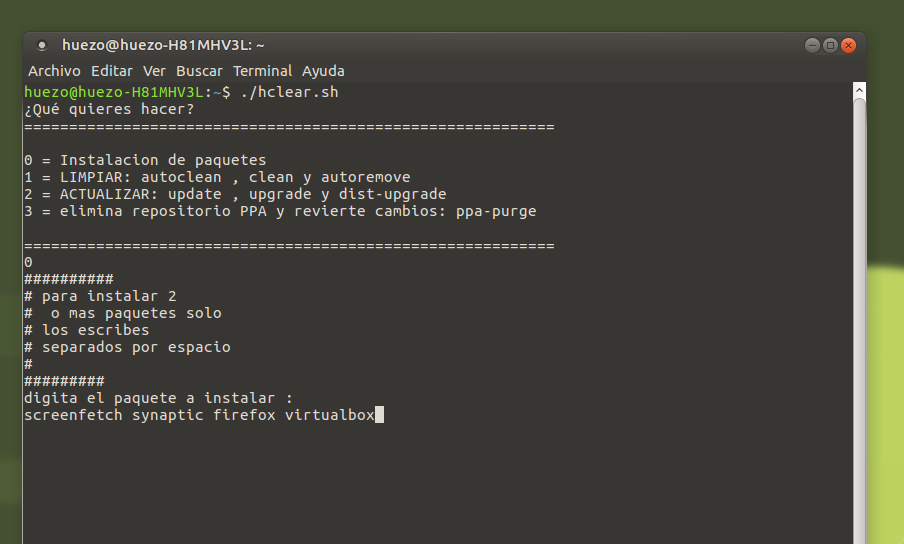 huezo@huezo-H81MHV3L: ~
Archivo Editar Ver Buscar Terminal Ayuda
huezo@huezo-H81MHV3L:~$ ./hclear.sh
¿Qué quieres hacer?
===========================================================
0 = Instalacion de paquetes
1 = LIMPIAR: autoclean , clean y autoremove
2 = ACTUALIZAR: update , upgrade y dist-upgrade
3 = elimina repositorio PPA y revierte cambios: ppa-purge
===========================================================
0
##########
# para instalar 2
#  o mas paquetes solo
# los escribes
# separados por espacio
#
#########
digita el paquete a instalar :
screenfetch synaptic firefox virtualbox